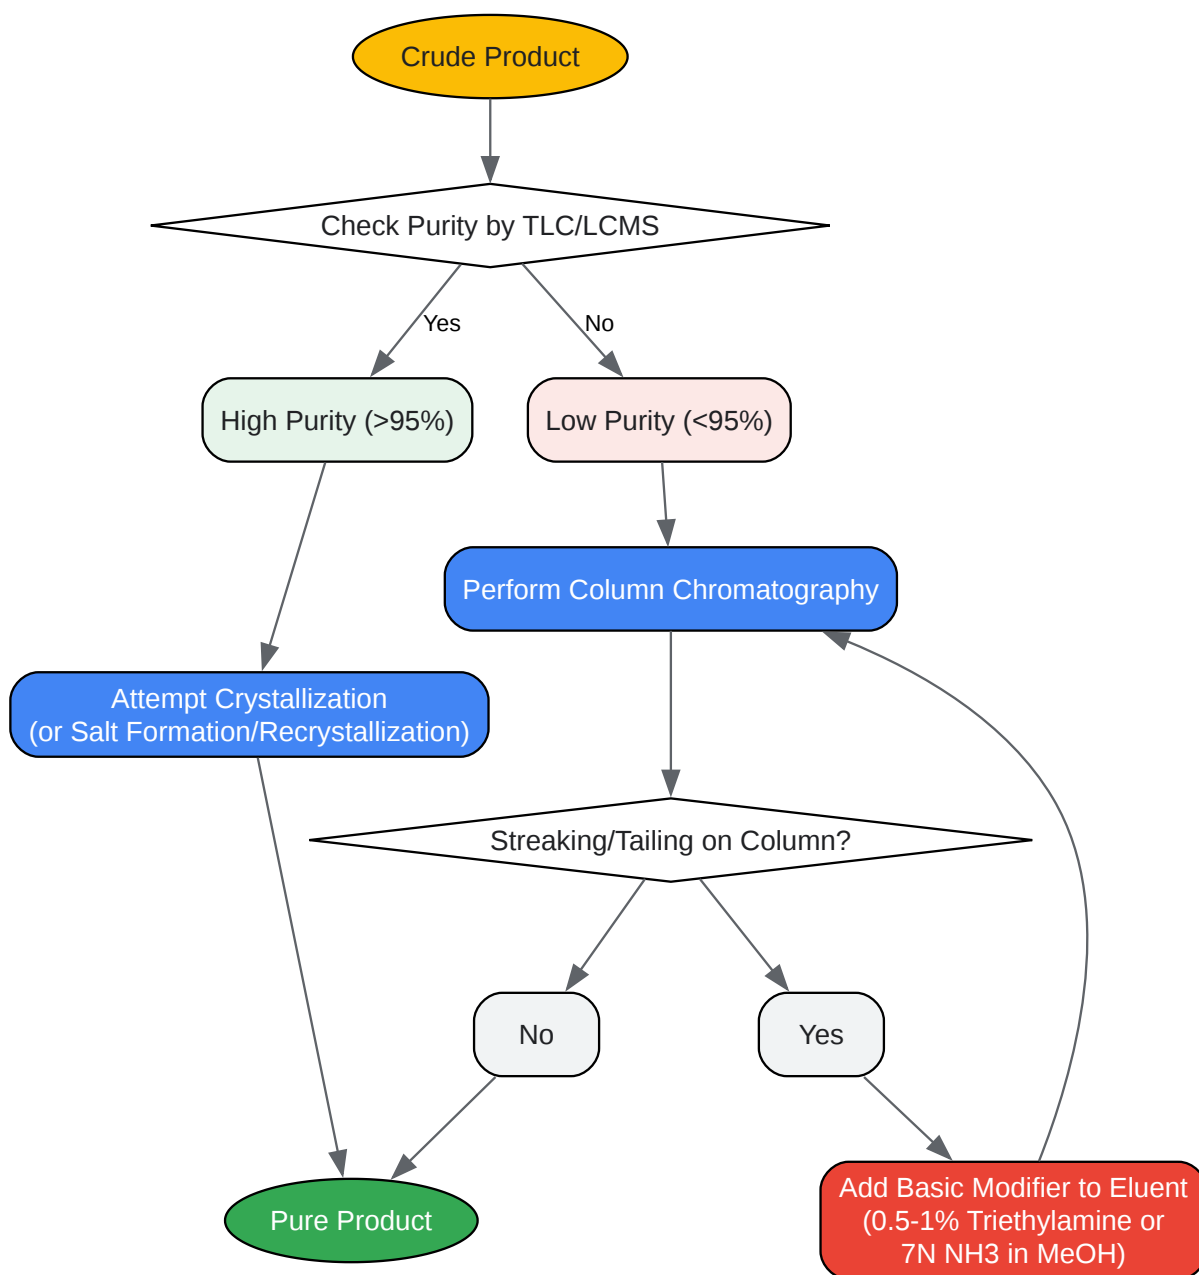 Crude Product
Check Purity by TLC/LCMS
Yes
No
High Purity (>95%)
Low Purity (<95%)
Perform Column Chromatography
Attempt Crystallization
(or Salt Formation/Recrystallization)
Streaking/Tailing on Column?
No
Yes
Add Basic Modifier to Eluent
(0.5-1% Triethylamine or
7N NH3 in MeOH)
Pure Product